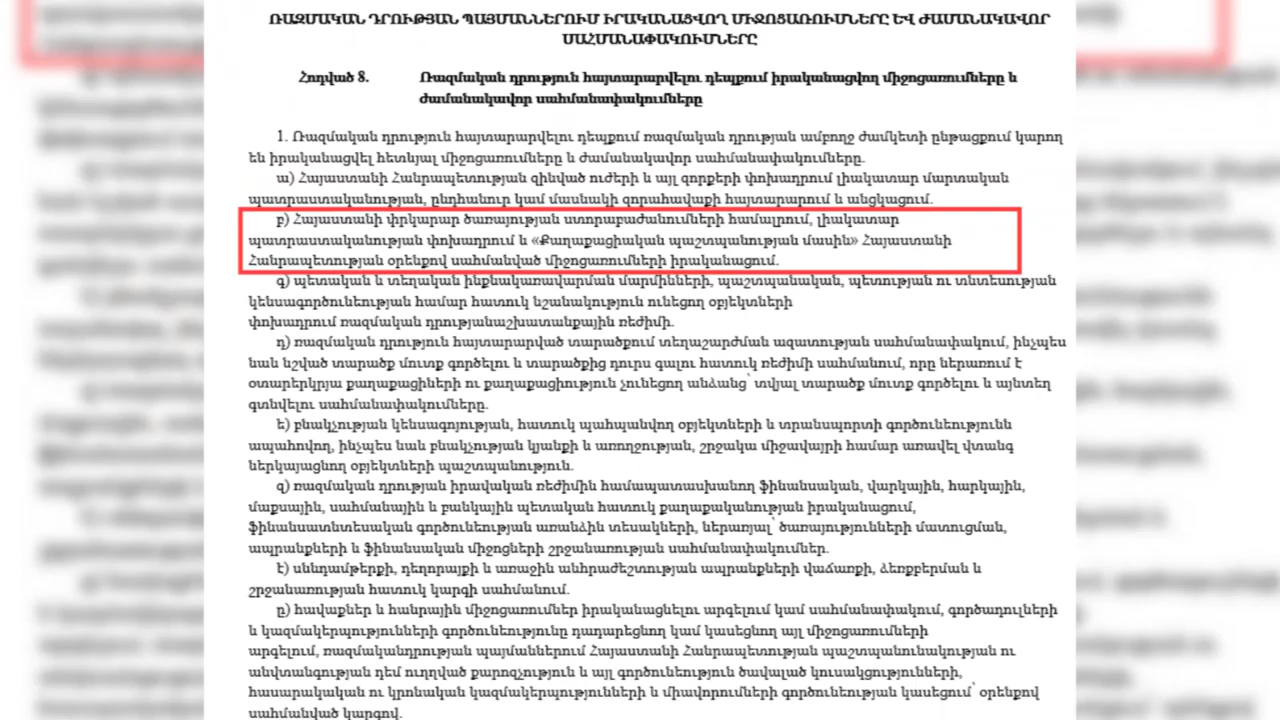 ՌԱԶՄԱԿԱՆ ԴՐՈՒԹՅԱՆ ՊԱՅՄԱՆՆԵՐՈՒՄ ԻՐԱԿԱՆԱՑՎՈՂ ՄԻՋՈՑԱՌՈՒՄՆԵՐԸ ԵՎ ԺԱՄԱՆԱԿԱՎՈՐ
ՍԱՀՄԱՆԱՓԱԿՈՒՄՆԵՐԸ
Հոդված 8. Ռազմական դրություն հայտարարվելու դեպքում իրականացվող միջոցառումները և
ժամանակավոր սահմանափակումները
1. Ռազմական դրություն հայտարարվելու դեպքում ռազմական դրության ամբողջ ժամկետի ընթացքում կարող
են իրականացվել հետևյալ միջոցառումները և ժամանակավոր սահմանափակումները.
ա) Հայաստանի Հանրապետության զինված ուժերի և այլ զորքերի փոխադրում լիակատար մարտական
պատրաստականության, ընդհանուր կամ մասնակի զորահավաքի հայտարարում և անցկացում.
բ) Հայաստանի փրկարար ծառայության ստորաբաժանումների համալրում, լիակատար
պատրաստականության փոխադրում և «Քաղաքացիական պաշտպանության մասին» Հայաստանի
Հանրապետության օրենքով սահմանված միջոցառումների իրականացում.
գ) պետական և տեղական ինքնակառավարման մարմինների, պաշտպանական, պետության ու տնտեսության
կենսագործունեության համար հատուկ նշանակություն ունեցող օբյեկտների
փոխադրում ռազմական դրությանաշխատանքային ռեժիմի.
դ) ռազմական դրություն հայտարարված տարածքում տեղաշարժման ազատության սահմանափակում, ինչպես
նաև նշված տարածք մուտք գործելու և տարածքից դուրս գալու հատուկ ռեժիմի սահմանում, որը ներառում է
օտարերկրյա քաղաքացիների ու քաղաքացիություն չունեցող անձանց՝ տվյալ տարածք մուտք գործելու և այնտեղ
գտնվելու սահմանափակումները.
ե) բնակչության կենսագոյության, հատուկ պահպանվող օբյեկտների և տրանսպորտի գործունեությունն
ապահովող, ինչպես նաև բնակչության կյանքի և առողջության, շրջակա միջավայրի համար առավել վտանգ
ներկայացնող օբյեկտների պաշտպանություն.
զ) ռազմական դրության իրավական ռեժիմին համապատասխանող ֆինանսական, վարկային, հարկային,
մաքսային, սահմանային և բանկային պետական հատուկ քաղաքականության իրականացում,
ֆինանսատնտեսական գործունեության առանձին տեսակների, ներառյալ՝ ծառայությունների մատուցման,
ապրանքների և ֆինանսական միջոցների շրջանառության սահմանափակումներ.
է) սննդամթերքի, դեղորայքի և առաջին անհրաժեշտության ապրանքների վաճառքի, ձեռքբերման և
շրջանառության հատուկ կարգի սահմանում.
ը) հավաքներ և հանրային միջոցառումներ իրականացնելու արգելում կամ սահմանափակում, գործադուլների
և կազմակերպությունների գործունեությունը դադարեցնող կամ կասեցնող այլ միջոցառումների
արգելում, ռազմականդրության պայմաններում Հայաստանի Հանրապետության պաշտպանունակության ու
անվտանգության դեմ ուղղված քարոզչություն և այլ գործունեություն ծավալած կուսակցությունների,
հասարակական ու կրոնական կազմակերպությունների և միավորումների գործունեության կասեցում՝ օրենքով
սահմանված կարգով.